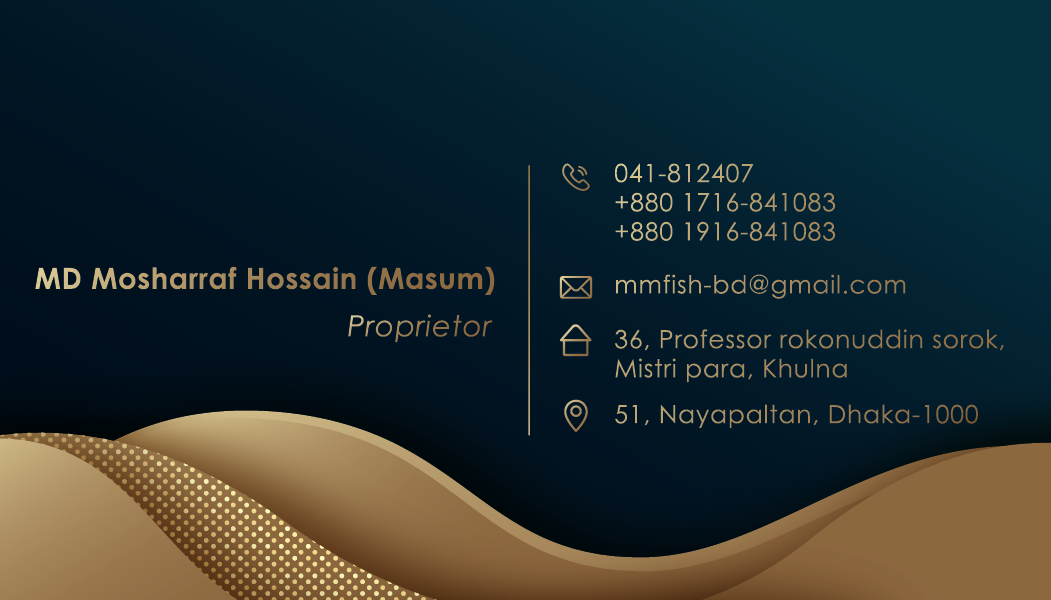 MD Mosharraf Hossain (Masum)
Proprietor
041-812407
+880 1716-841083
+880 1916-841083
mmfish-bd@gmail.com
36, Professor rokonuddin sorok,
Mistri para, Khulna
51, Nayapaltan, Dhaka-1000